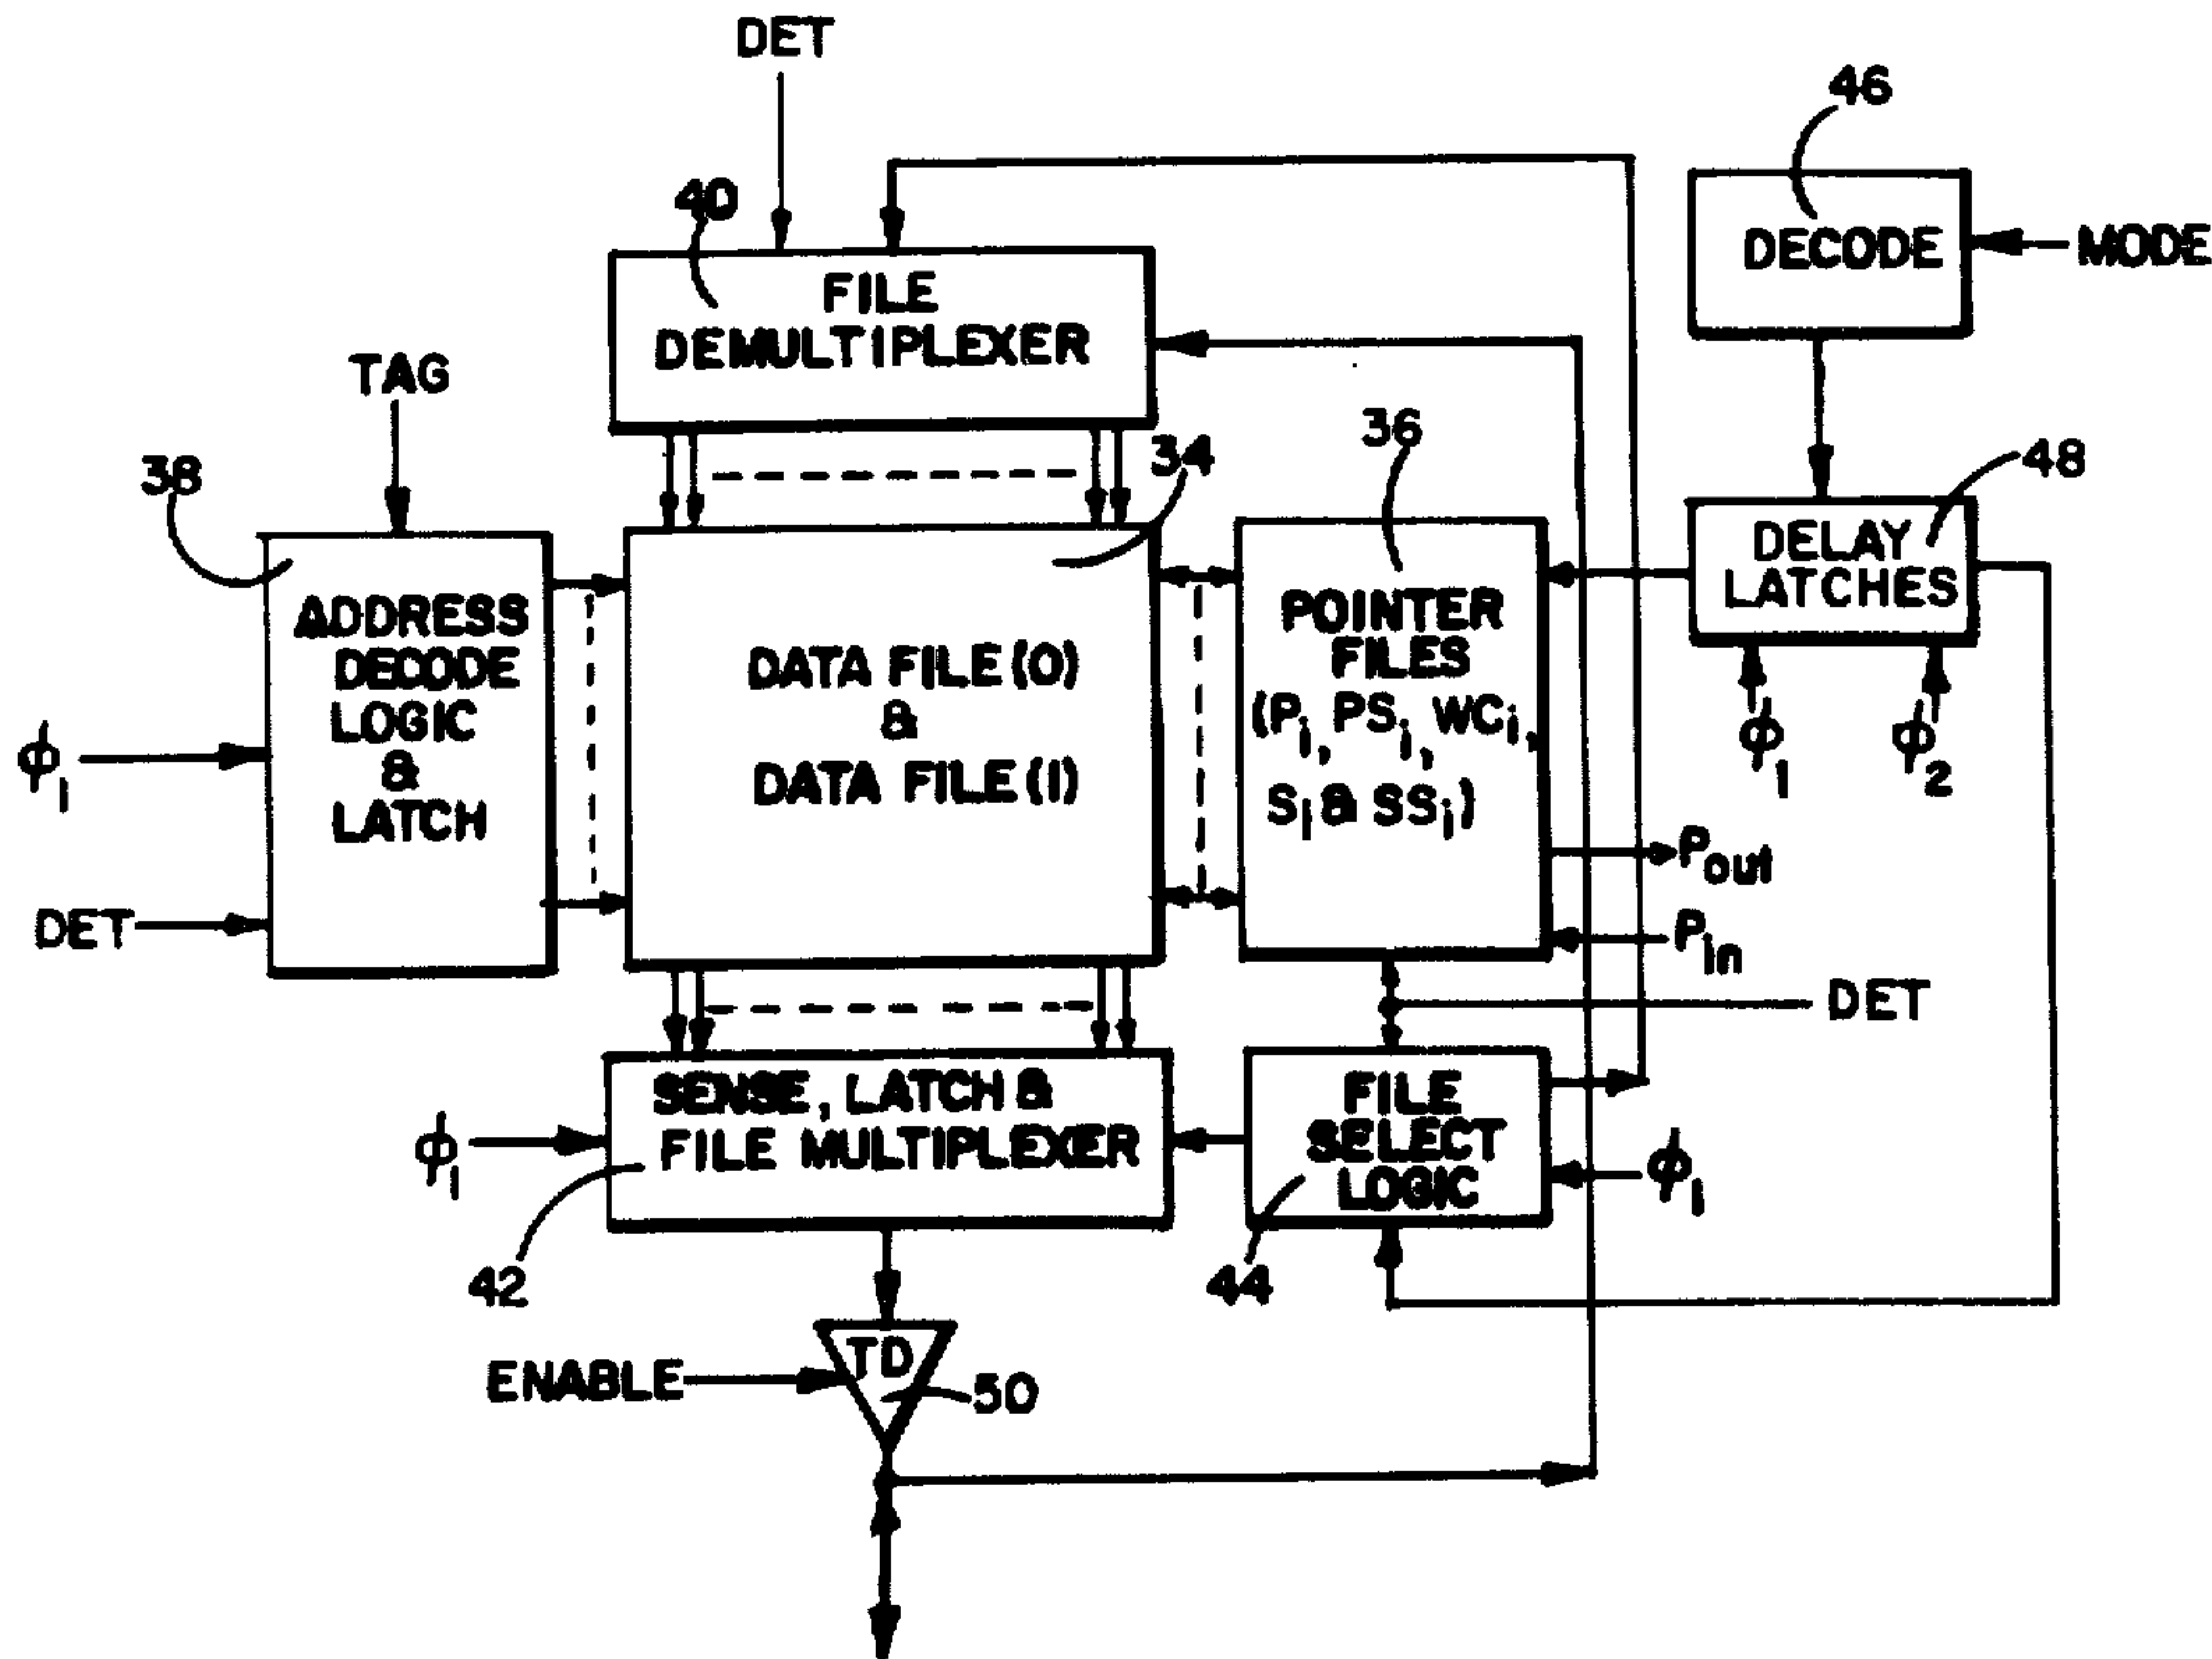 DET
46
40
DECODE
MODE
FILE
DEMULTIPLEXER
TAG
36
34
38
48
DELAY
LATCHES
ADDRESS
DECODE
LOGIC
&
LATCH
DATA FILE(0)
&
DATA FILE(1)
POINTER
FILES
(Pi, PSi, WCi,
Si & SSi)
ϕ1
ϕ1
ϕ2
Pout
DET
Pin
DET
SENSE, LATCH &
FILE MULTIPLEXER
FILE
SELECT
LOGIC
ϕ1
ϕ1
42
44
TD
ENABLE
50